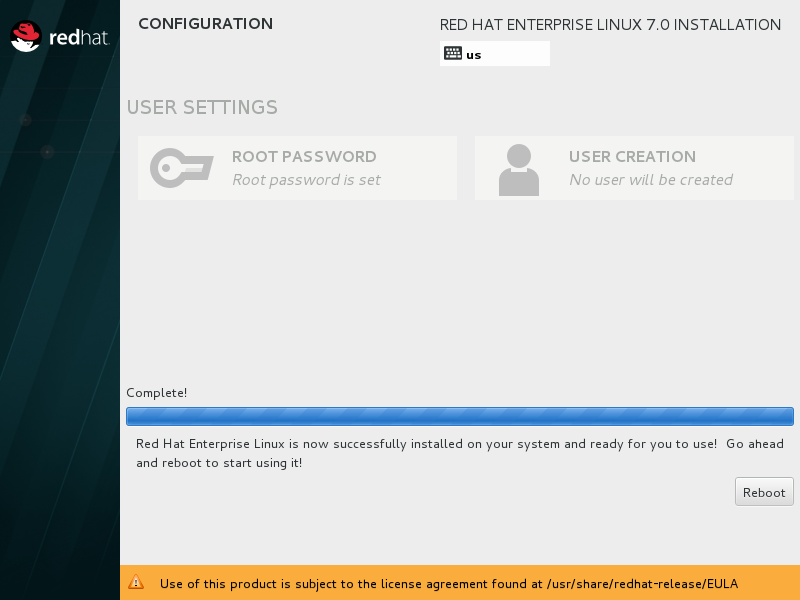 redhat.
CONFIGURATION
RED HAT ENTERPRISE LINUX 7.0 INSTALLATION
us
USER SETTINGS
ROOT PASSWORD
Root password is set
USER CREATION
No user will be created
Complete!
Red Hat Enterprise Linux is now successfully installed on your system and ready for you to use! Go ahead
and reboot to start using it!
Reboot
Use of this product is subject to the license agreement found at /usr/share/redhat-release/EULA